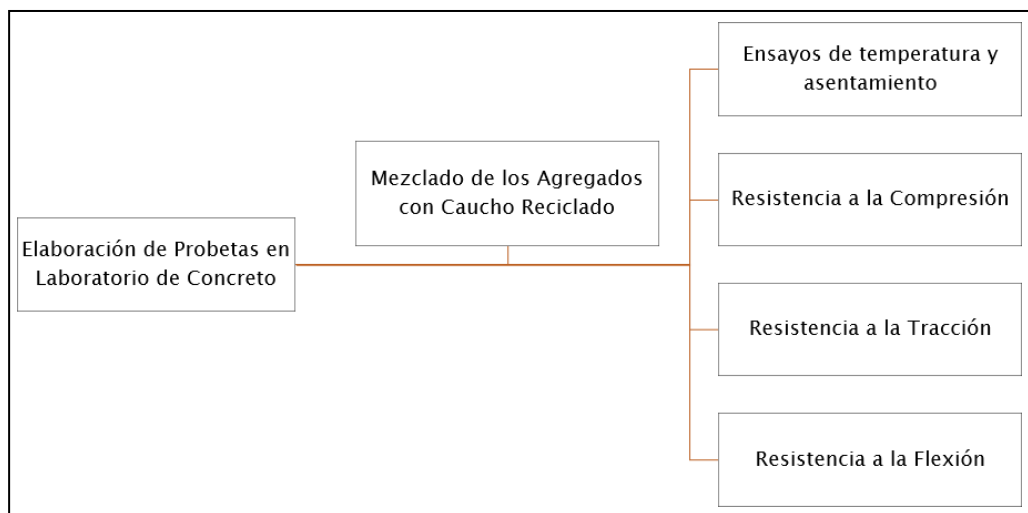 Elaboración de Probetas en
Laboratorio de Concreto
Mezclado de los Agregados
con Caucho Reciclado
Ensayos de temperatura y
asentamiento
Resistencia a la Compresión
Resistencia a la Tracción
Resistencia a la Flexión